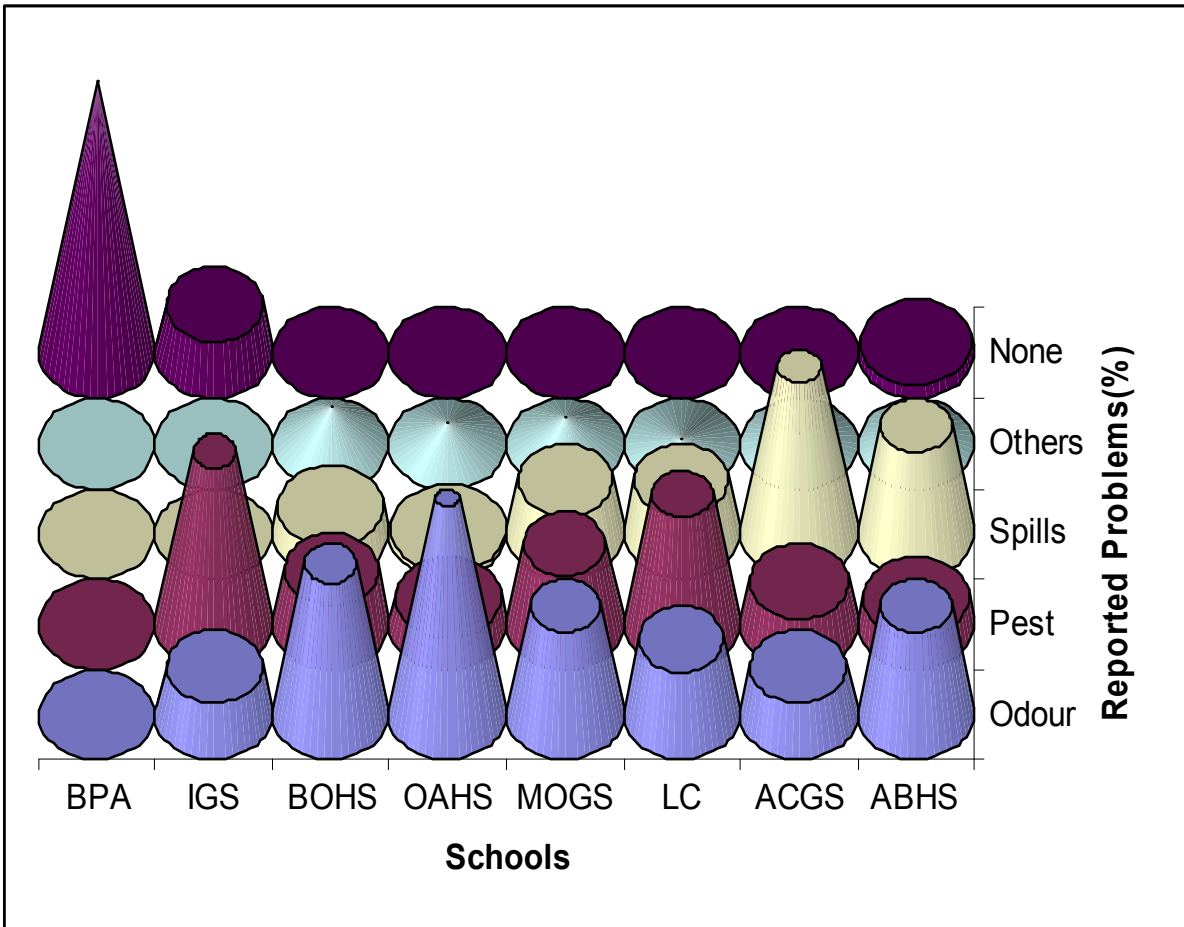 None
Others
Spills
Pest
Odour
Reported Problems(%)
BPA IGS BOHS OAHS MOGS LC ACGS ABHS
Schools